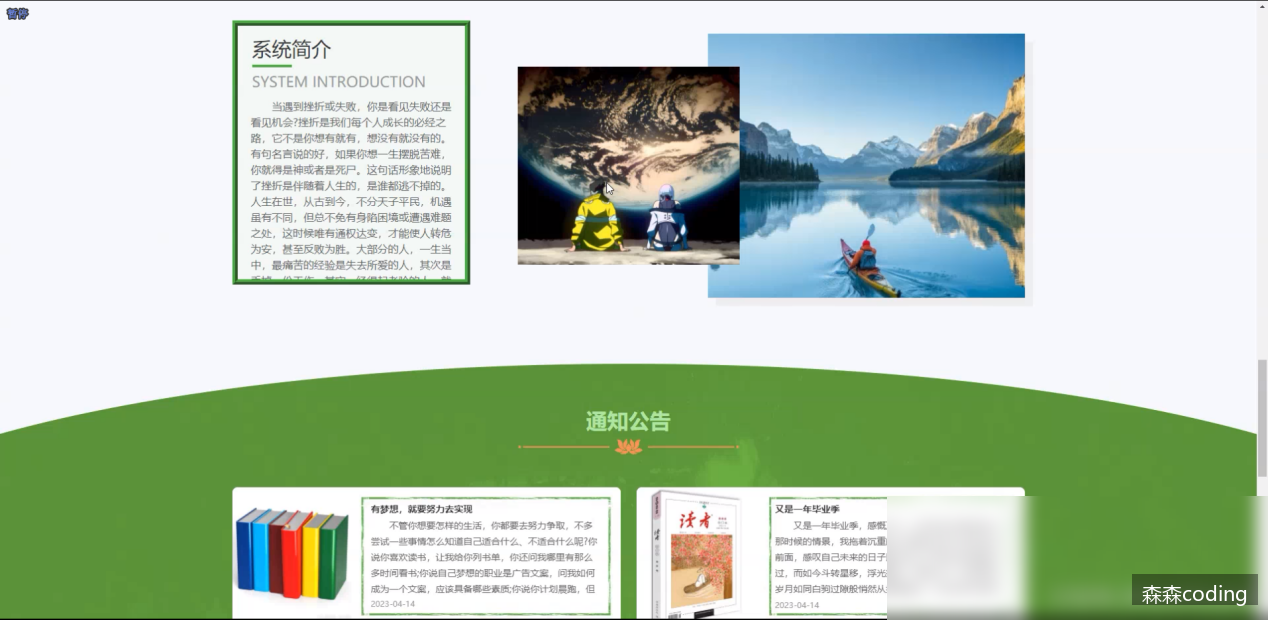 暂停
系统简介
SYSTEM INTRODUCTION
当遇到挫折或失败，你是看见失败还是
看见机会?挫折是我们每个人成长的必经之
路，它不是你想有就有，想没有就没有的。
有句名言说的好，如果你想一生摆脱苦难，
你就得是神或者是死尸。这句话形象地说明
了挫折是伴随着人生的，是谁都逃不掉的。
人生在世，从古到今，不分天子平民，机遇
虽有不同，但总不免有身陷困境或遭遇难题
之处，这时候唯有通权达变，才能使人转危
为安，甚至反败为胜。大部分的人，一生当
中，最痛苦的经验是失去所爱的人，其次是
通知公告
有梦想，就要努力去实现
不管你想要怎样的生活，你都要去努力争取，不多
尝试一些事情怎么知道自己适合什么、不适合什么呢?你
说你喜欢读书，让我给你列书单，你还问我哪里有那么
多时间看书;你说自己梦想的职业是广告文案，问我如何
成为一个文案，应该具备哪些素质;你说你计划晨跑，但
2023-04-14
读者
又是一年毕业季
又是一年毕业季，感慨
那时候的情景，我拖着沉重
前面，感叹自己未来的日子
过，而如今斗转星移，浮光
岁月如同白驹过隙般悄然从
2023-04-14
森森coding